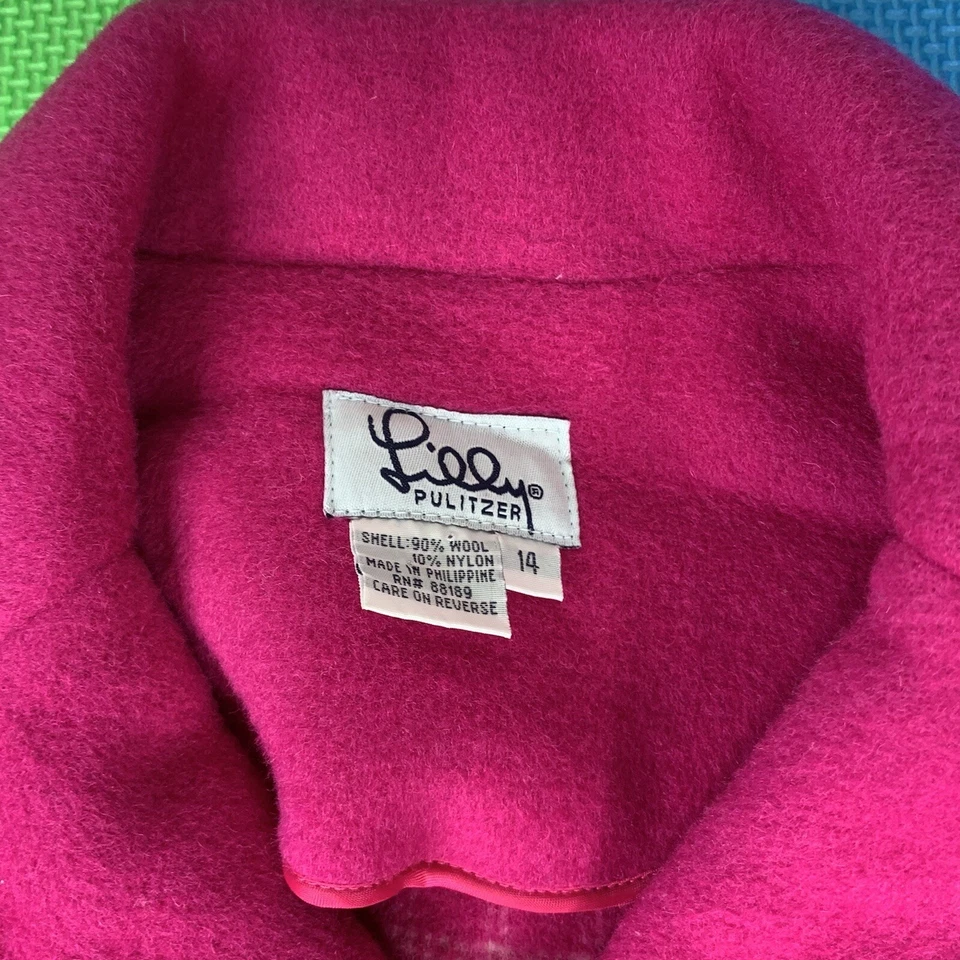 Lilly®
PULITZER
SHELL:90% WOOL
10% NYLON
MADE IN PHILIPPINE
RN# 88189
CARE ON REVERSE
14